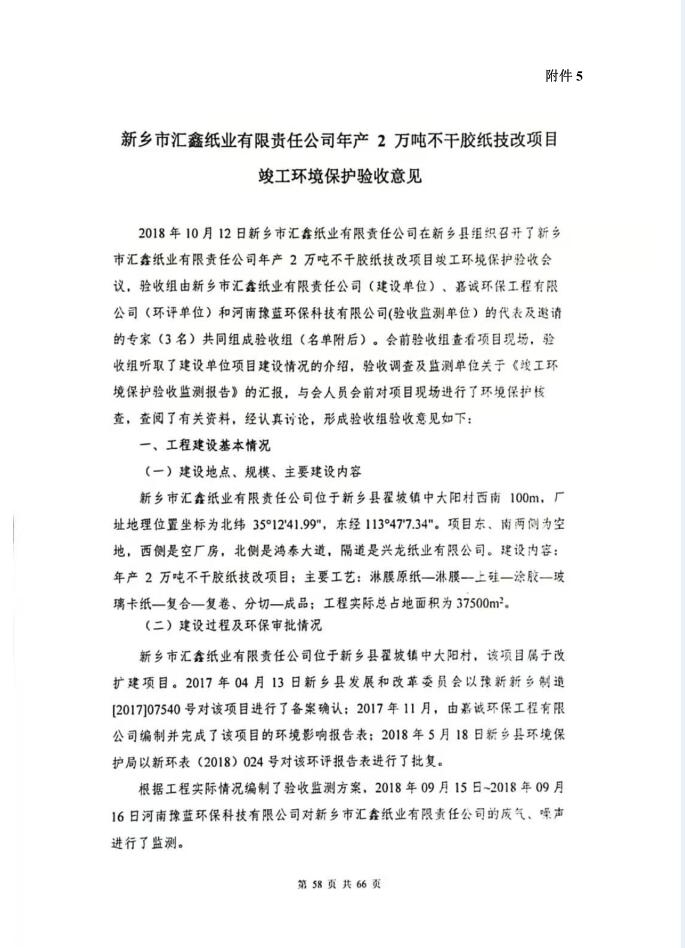 附件 5
新乡市汇鑫纸业有限责任公司年产 2 万吨不干胶纸技改项目
竣工环境保护验收意见
2018 年 10 月 12 日新乡市汇鑫纸业有限责任公司在新乡县组织召开了新乡
市汇鑫纸业有限责任公司年产 2 万吨不干胶纸技改项目竣工环境保护验收会
议，验收组由新乡市汇鑫纸业有限责任公司（建设单位）、嘉诚环保工程有限
公司（环评单位）和河南豫蓝环保科技有限公司(验收监测单位）的代表及邀请
的专家（3 名）共同组成验收组（名单附后）。会前验收组查看项目现场，验
收组听取了建设单位项目建设情况的介绍，验收调查及监测单位关于《竣工环
境保护验收监测报告》的汇报，与会人员会前对项目现场进行了环境保护核
查，查阅了有关资料，经认真讨论，形成验收组验收意见如下：
一、工程建设基本情况
（一）建设地点、规模、主要建设内容
新乡市汇鑫纸业有限责任公司位于新乡县翟坡镇中大阳村西南 100m，厂
址地理位置坐标为北纬 35°12'41.99"，东经 113°47'7.34"。项目东、南两侧为空
地，西侧是空厂房，北侧是鸿泰大道，隔道是兴龙纸业有限公司。建设内容：
年产 2 万吨不干胶纸技改项目；主要工艺：淋膜原纸—淋膜—上硅—涂胶—玻
璃卡纸—复合—复卷、分切—成品；工程实际总占地面积为 37500m²。
（二）建设过程及环保审批情况
新乡市汇鑫纸业有限责任公司位于新乡县翟坡镇中大阳村，该项目属于改
扩建项目。2017 年 04 月 13 日新乡县发展和改革委员会以豫新新乡制造
[2017]07540 号对该项目进行了备案确认；2017 年 11 月，由嘉诚环保工程有限
公司编制并完成了该项目的环境影响报告表；2018 年 5 月 18 日新乡县环境保
护局以新环表（2018）024 号对该环评报告表进行了批复。
根据工程实际情况编制了验收监测方案，2018 年 09 月 15 日~2018 年 09 月
16 日河南豫蓝环保科技有限公司对新乡市汇鑫纸业有限责任公司的废气、噪声
进行了监测。
第 58 页 共 66 页